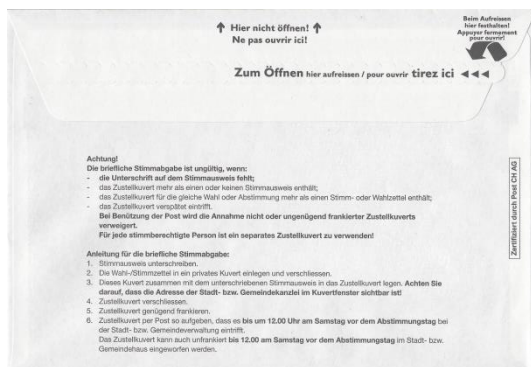 ↑ Hier nicht öffnen! ↑
Ne pas ouvrir ici!
Beim Aufreissen
hier festhalten!
Appuyer fermement
pour ouvrir!
Zum Öffnen hier aufreissen / pour ouvrir tirez ici
Achtung!
Die briefliche Stimmabgabe ist ungültig, wenn:
- die Unterschrift auf dem Stimmausweis fehlt;
- das Zustellkuvert mehr als einen oder keinen Stimmausweis enthält;
- das Zustellkuvert für die gleiche Wahl oder Abstimmung mehr als einen Stimm- oder Wahlzettel enthält;
- das Zustellkuvert verspätet eintrifft.
Bei Benützung der Post wird die Annahme nicht oder ungenügend frankierter Zustellkuverts
verweigert.
Für jede stimmberechtigte Person ist ein separates Zustellkuvert zu verwenden!
Anleitung für die briefliche Stimmabgabe:
1. Stimmausweis unterschreiben.
2. Die Wahl-/Stimmzettel in ein privates Kuvert einlegen und verschliessen.
3. Dieses Kuvert zusammen mit dem unterschriebenen Stimmausweis in das Zustellkuvert legen. Achten Sie
darauf, dass die Adresse der Stadt- bzw. Gemeindekanzlei im Kuvertfenster sichtbar ist!
4. Zustellkuvert verschliessen.
5. Zustellkuvert genügend frankieren.
6. Zustellkuvert per Post so aufgeben, dass es bis um 12.00 Uhr am Samstag vor dem Abstimmungstag bei
der Stadt- bzw. Gemeindeverwaltung eintrifft.
Das Zustellkuvert kann auch unfrankiert bis 12.00 am Samstag vor dem Abstimmungstag im Stadt- bzw.
Gemeindehaus eingeworfen werden.
Zertifiziert durch Post CH AG